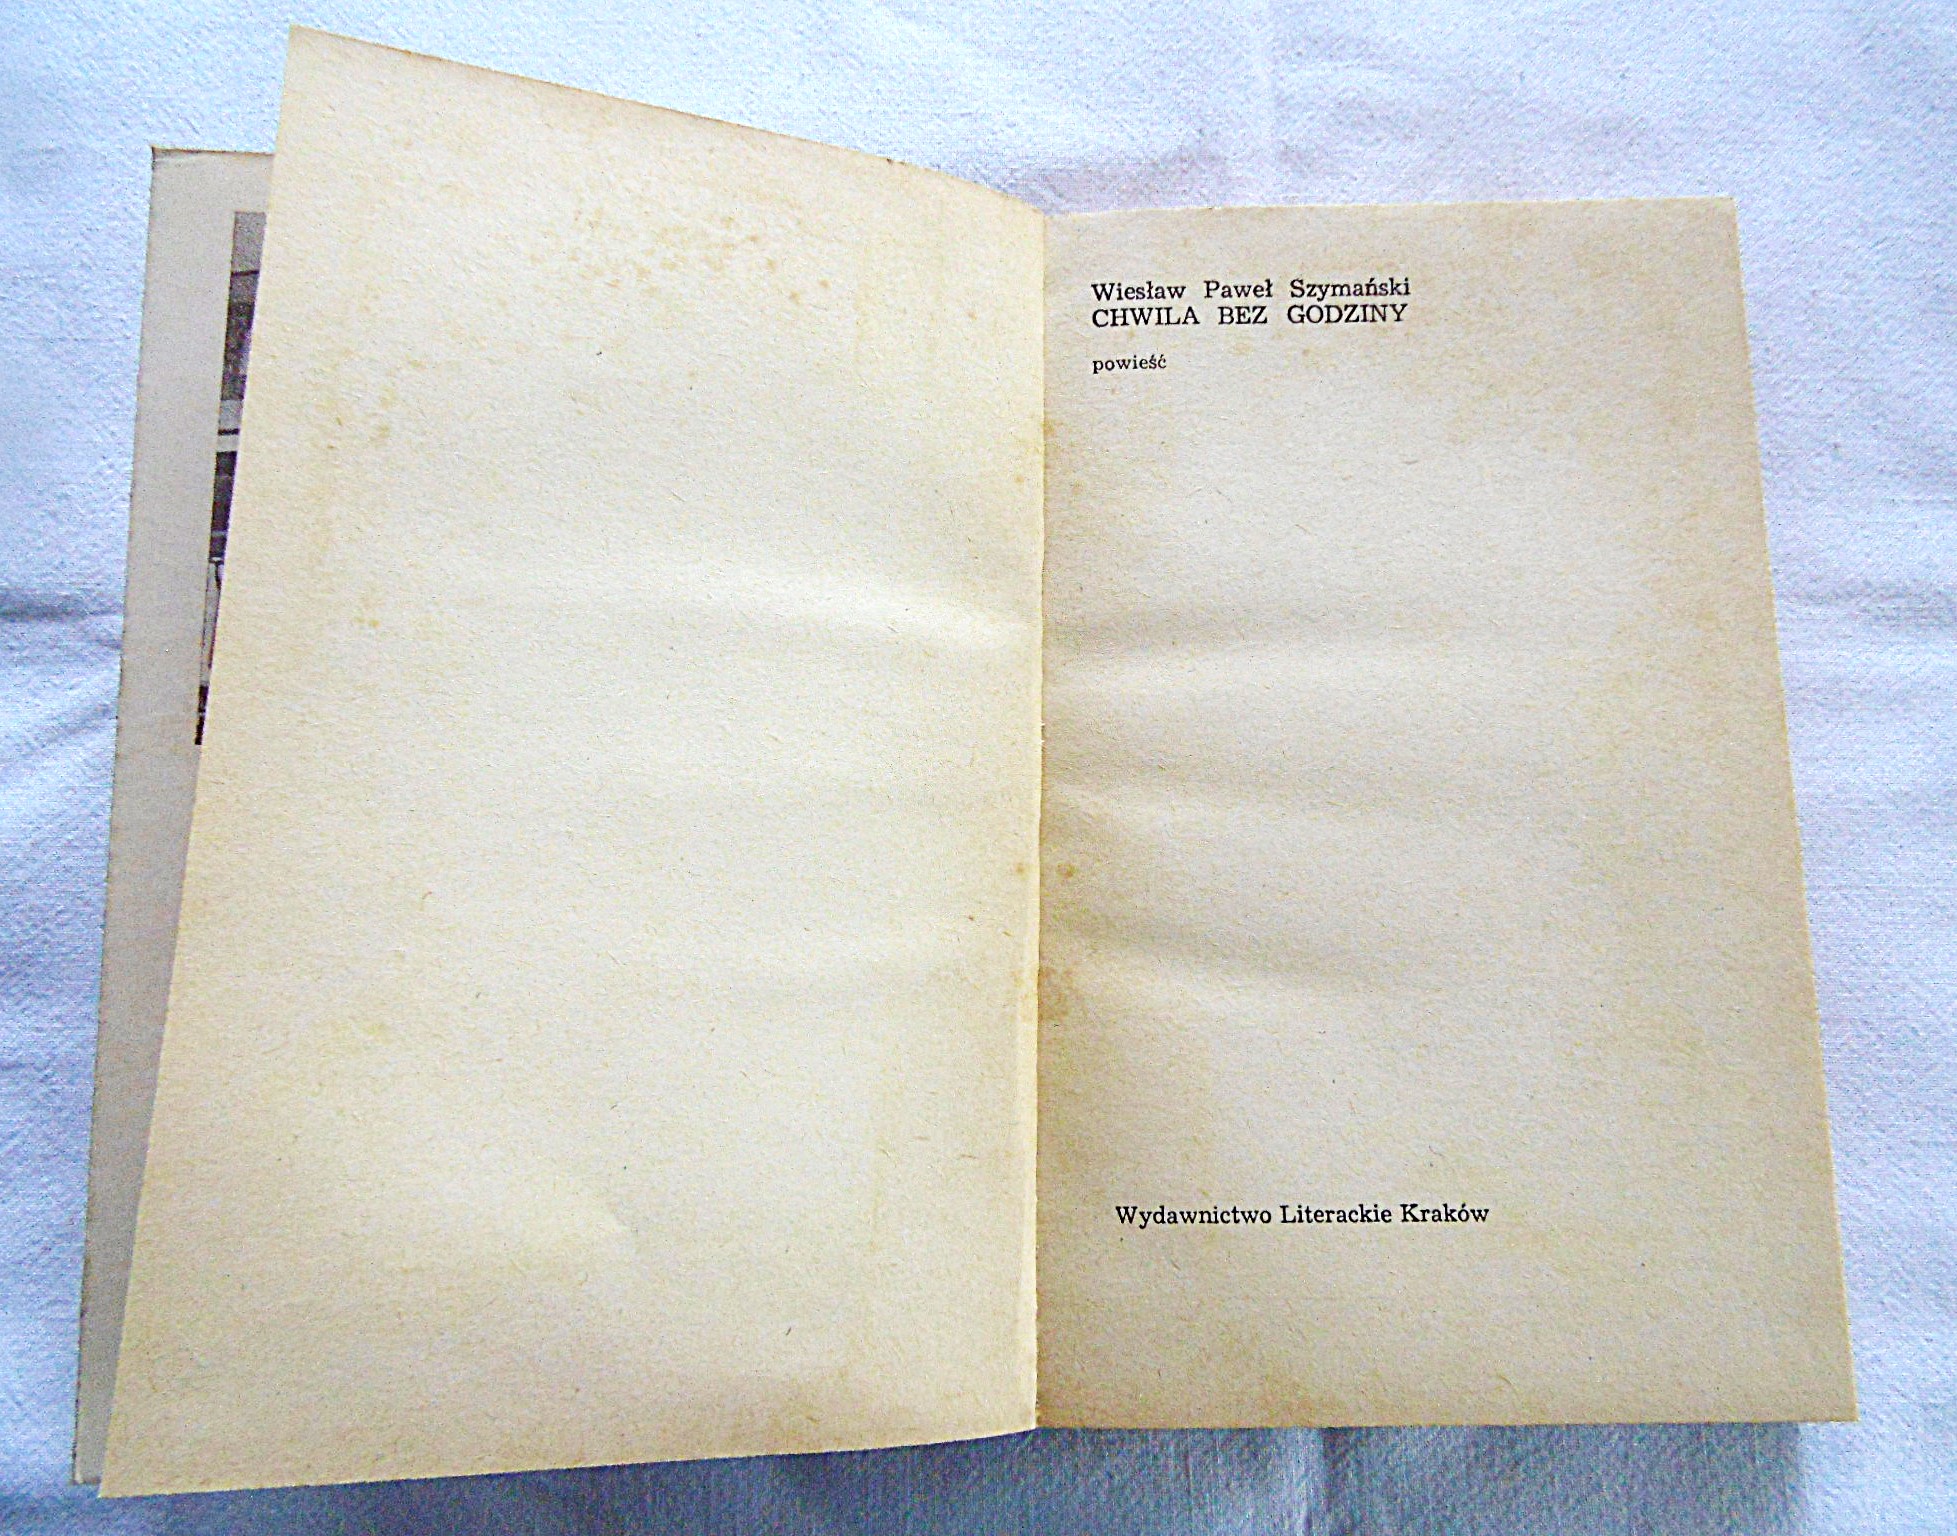 Wiesław Paweł Szymański
CHWILA BEZ GODZINY
powieść
Wydawnictwo Literackie Kraków